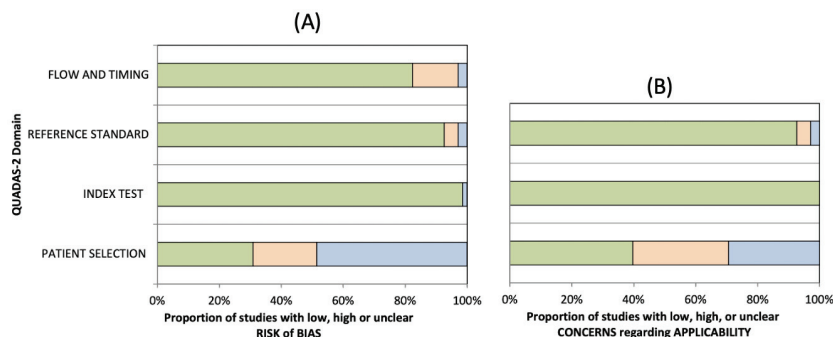 (A)
QUADAS-2 Domain
FLOW AND TIMING
REFERENCE STANDARD
INDEX TEST
PATIENT SELECTION
0% 20% 40% 60% 80% 100%
Proportion of studies with low, high or unclear
RISK of BIAS
(B)
0% 20% 40% 60% 80% 100%
Proportion of studies with low, high, or unclear
CONCERNS regarding APPLICABILITY